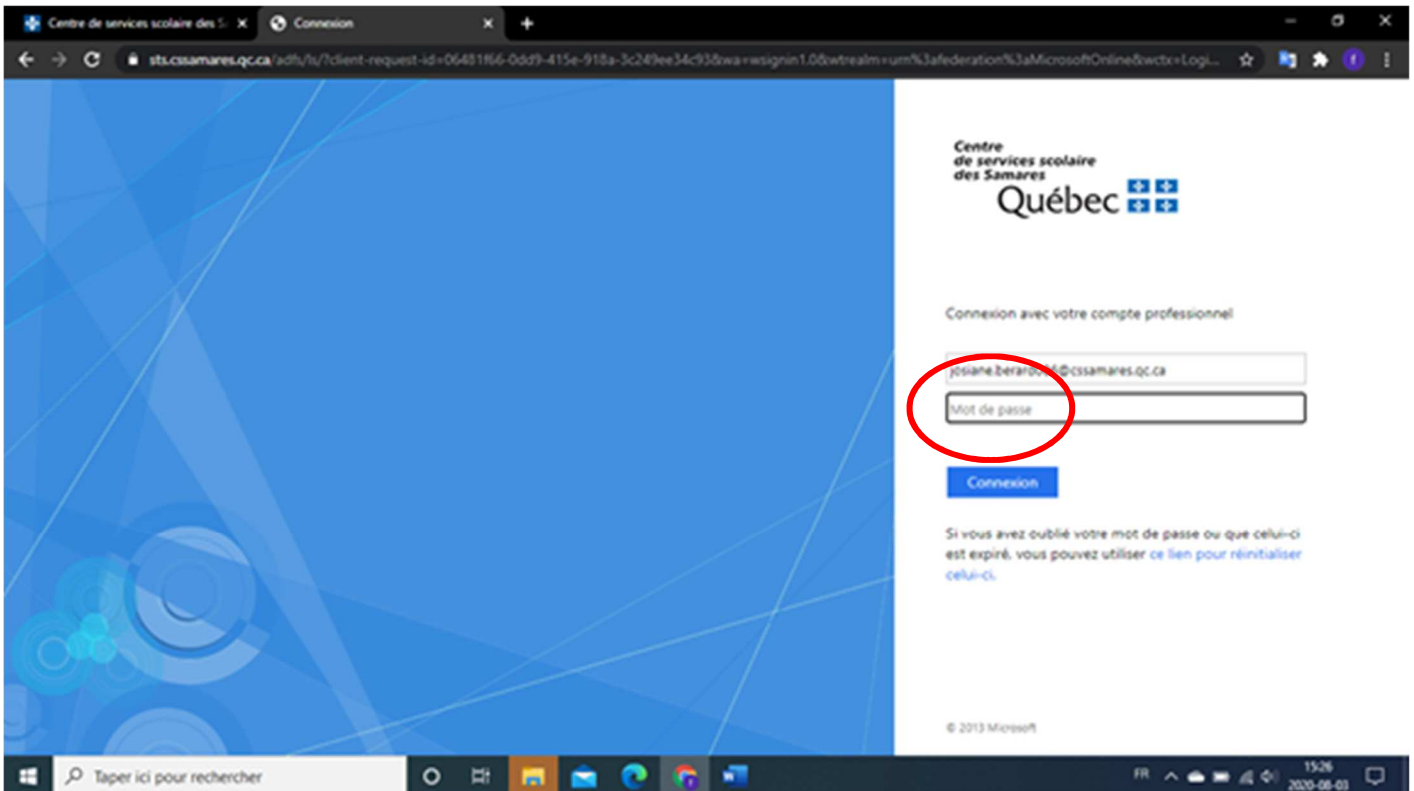 Centre de services scolaire des S
Connexion
sts.cssamares.qc.ca/adfs/ls/?client-request-id=06481f66-0dd9-415e-918a-3c249ee34c93&wa=wsignin1.0&wtrealm=urn%3afederation%3aMicrosoftOnline&wctx=Logi...
Centre
de services scolaire
des Samares
Québec
Connexion avec votre compte professionnel
@cssamares.qc.ca
Mot de passe
Connexion
Si vous avez oublié votre mot de passe ou que celui-ci
est expiré, vous pouvez utiliser ce lien pour réinitialiser
celui-ci.
© 2013 Microsoft
Taper ici pour rechercher
FR
15:26
2020-08-03